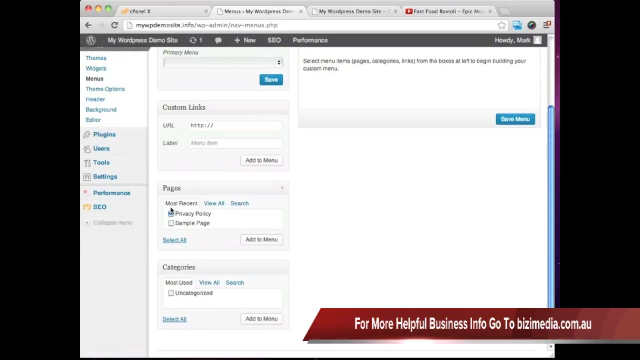 cPanel X
Menus ‹ My Wordpress Demo Site
My Wordpress Demo Site
Fast Food Ravioli - Epic Mo
mywpdemosite.info/wp-admin/nav-menus.php
My Wordpress Demo Site
1
+ New
SEO
Performance
Howdy, Mark
Themes
Widgets
Menus
Theme Options
Header
Background
Editor
Plugins
Users
Tools
Settings
Performance
SEO
Collapse menu
Primary Menu
Save
Custom Links
URL
http://
Label
Menu Item
Add to Menu
Pages
Most Recent View All Search
Privacy Policy
Sample Page
Select All
Add to Menu
Categories
Most Used View All Search
Uncategorized
Select All
Add to Menu
Select menu items (pages, categories, links) from the boxes at left to begin building your
custom menu.
Save Menu
For More Helpful Business Info Go To bizimedia.com.au